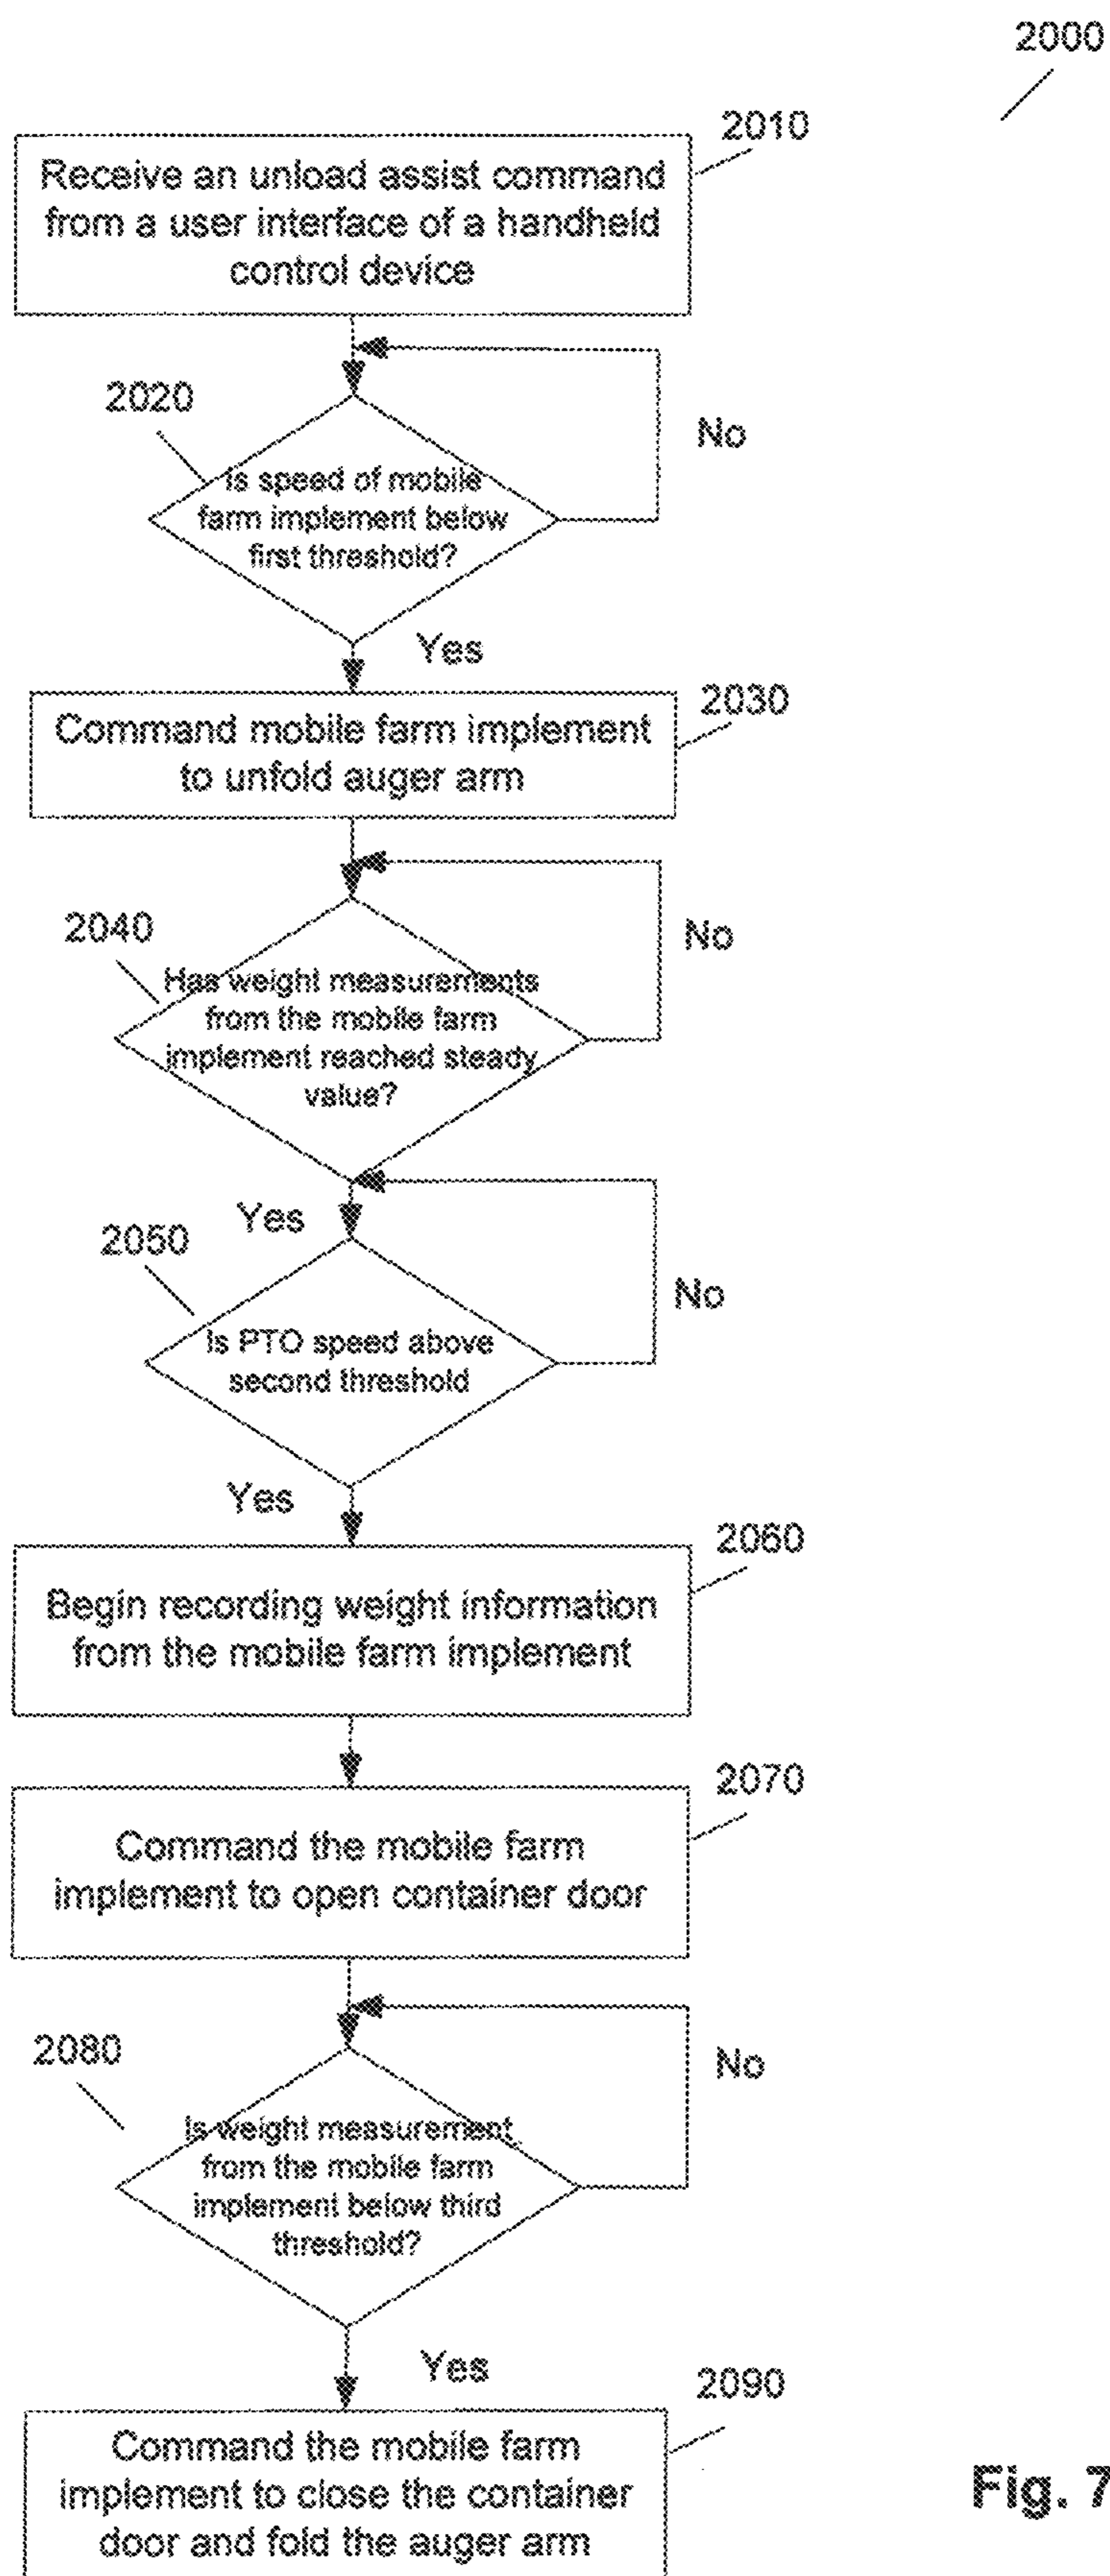 2000
2010
Receive an unload assist command
from a user interface of a handheld
control device
2020
No
Is speed of mobile
farm implement below
first threshold?
Yes
2030
Command mobile farm implement
to unfold auger arm
2040
No
Has weight measurements
from the mobile farm
implement reached steady
value?
Yes
2050
No
Is PTO speed above
second threshold
Yes
2060
Begin recording weight information
from the mobile farm implement
2070
Command the mobile farm
implement to open container door
2080
No
Is weight measurement
from the mobile farm
implement below third
threshold?
Yes
2090
Command the mobile farm
implement to close the container
door and fold the auger arm
Fig. 7